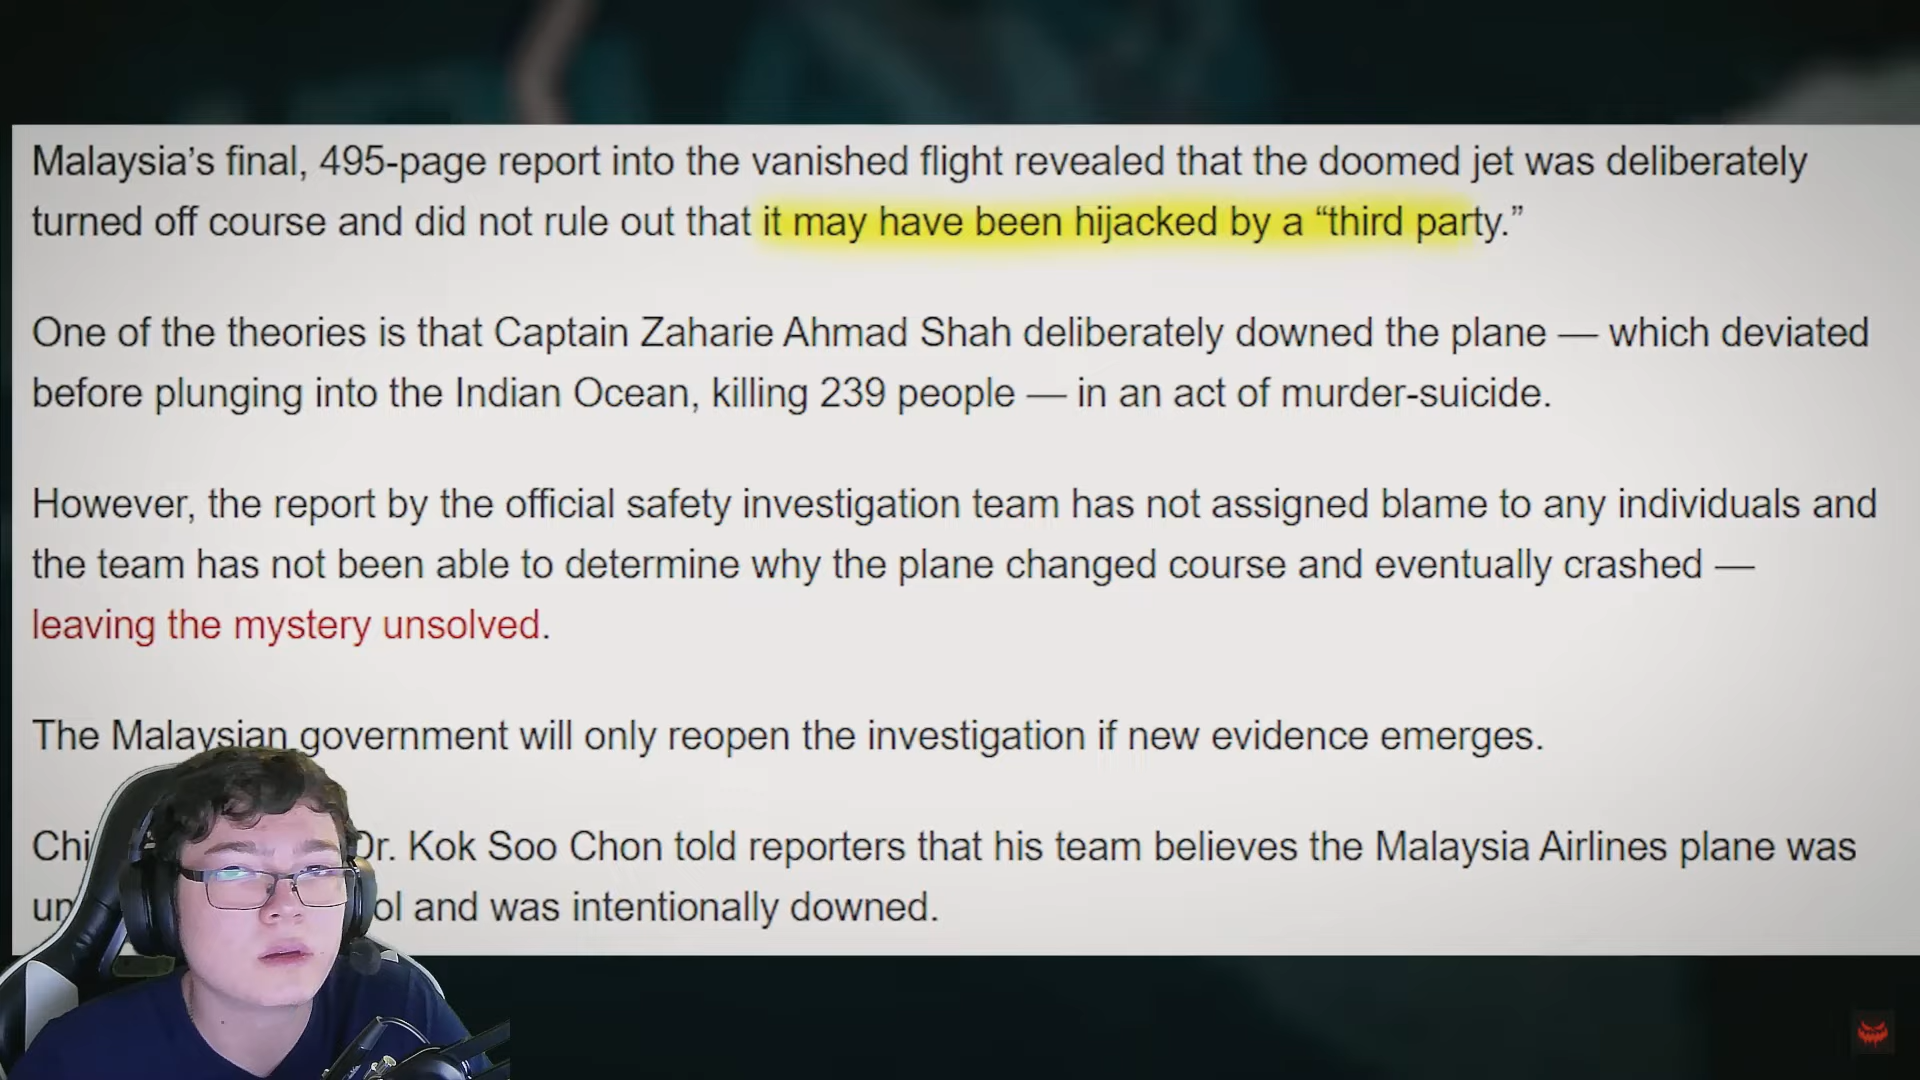 Malaysia’s final, 495-page report into the vanished flight revealed that the doomed jet was deliberately
turned off course and did not rule out that it may have been hijacked by a “third party.”
One of the theories is that Captain Zaharie Ahmad Shah deliberately downed the plane — which deviated
before plunging into the Indian Ocean, killing 239 people — in an act of murder-suicide.
However, the report by the official safety investigation team has not assigned blame to any individuals and
the team has not been able to determine why the plane changed course and eventually crashed —
leaving the mystery unsolved.
The Malaysian government will only reopen the investigation if new evidence emerges.
Dr. Kok Soo Chon told reporters that his team believes the Malaysia Airlines plane was
and was intentionally downed.